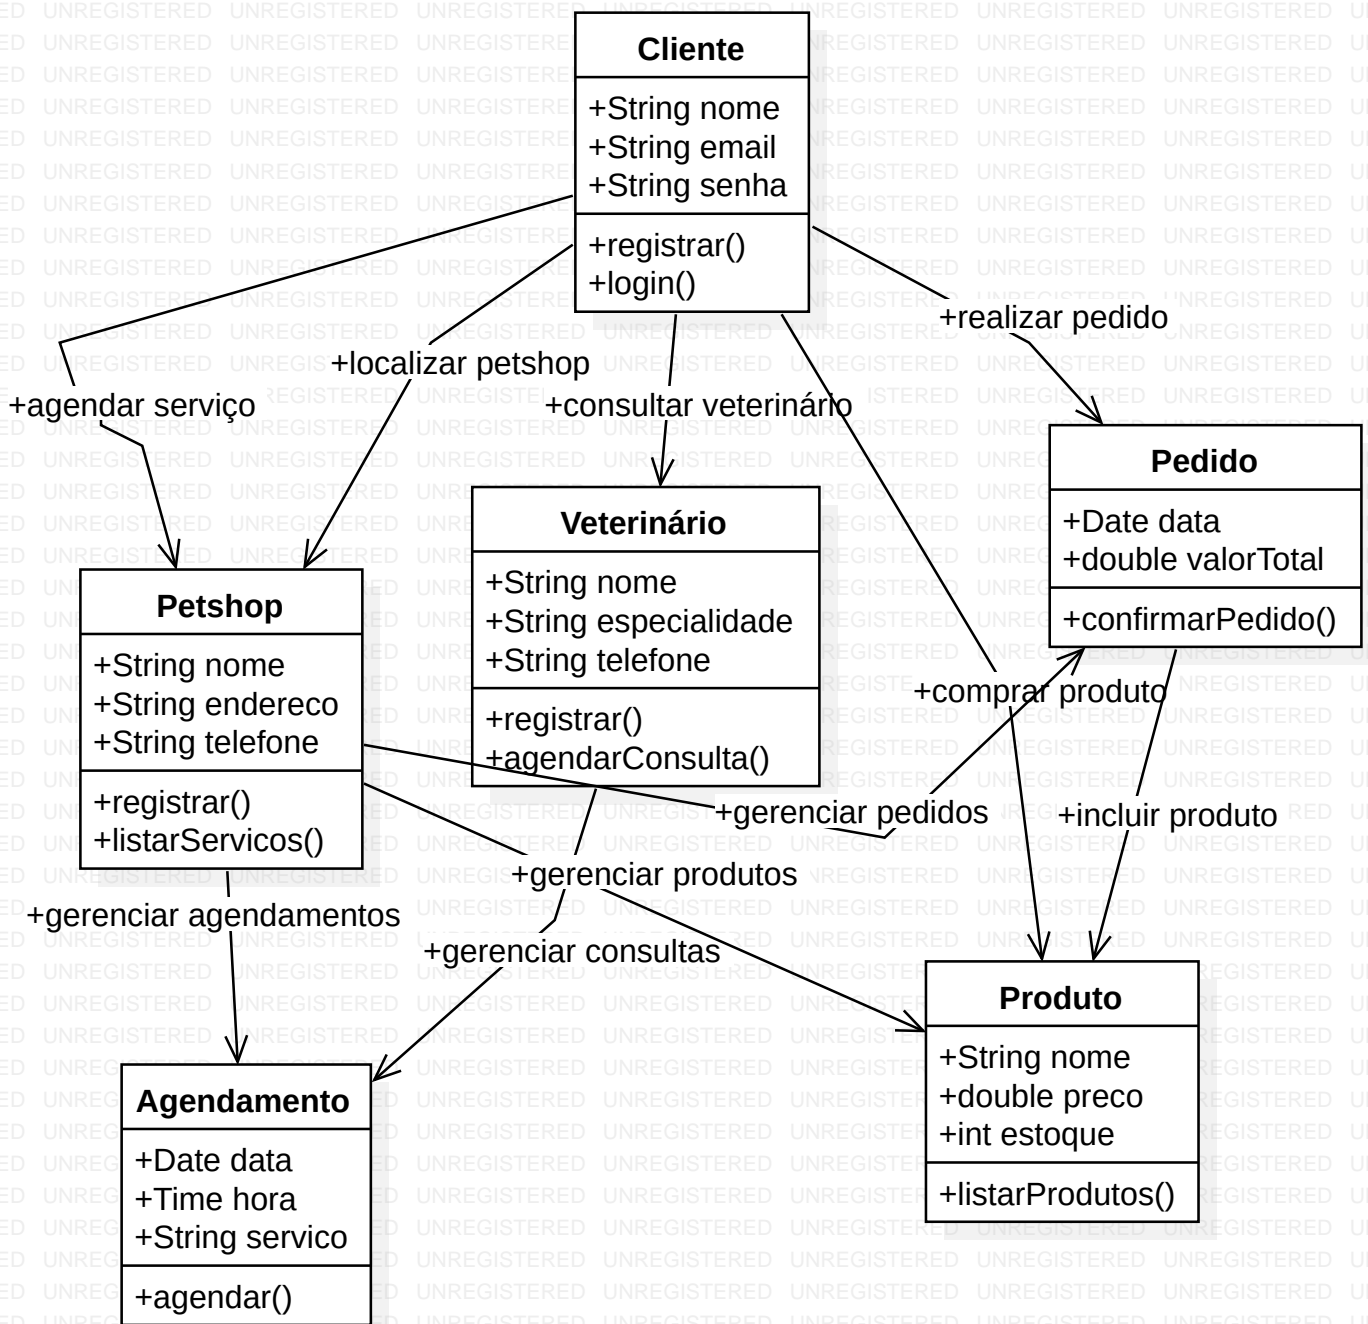 Cliente
+String nome
+String email
+String senha
+registrar()
+login()
+realizar pedido
+localizar petshop
+agendar serviço
+consultar veterinário
Pedido
+Date data
+double valorTotal
+confirmarPedido()
Veterinário
+String nome
+String especialidade
+String telefone
+registrar()
+agendarConsulta()
Petshop
+String nome
+String endereco
+String telefone
+registrar()
+listarServicos()
+comprar produto
+gerenciar pedidos
+incluir produto
+gerenciar produtos
+gerenciar agendamentos
+gerenciar consultas
Produto
+String nome
+double preco
+int estoque
+listarProdutos()
Agendamento
+Date data
+Time hora
+String servico
+agendar()
UNREGISTERED